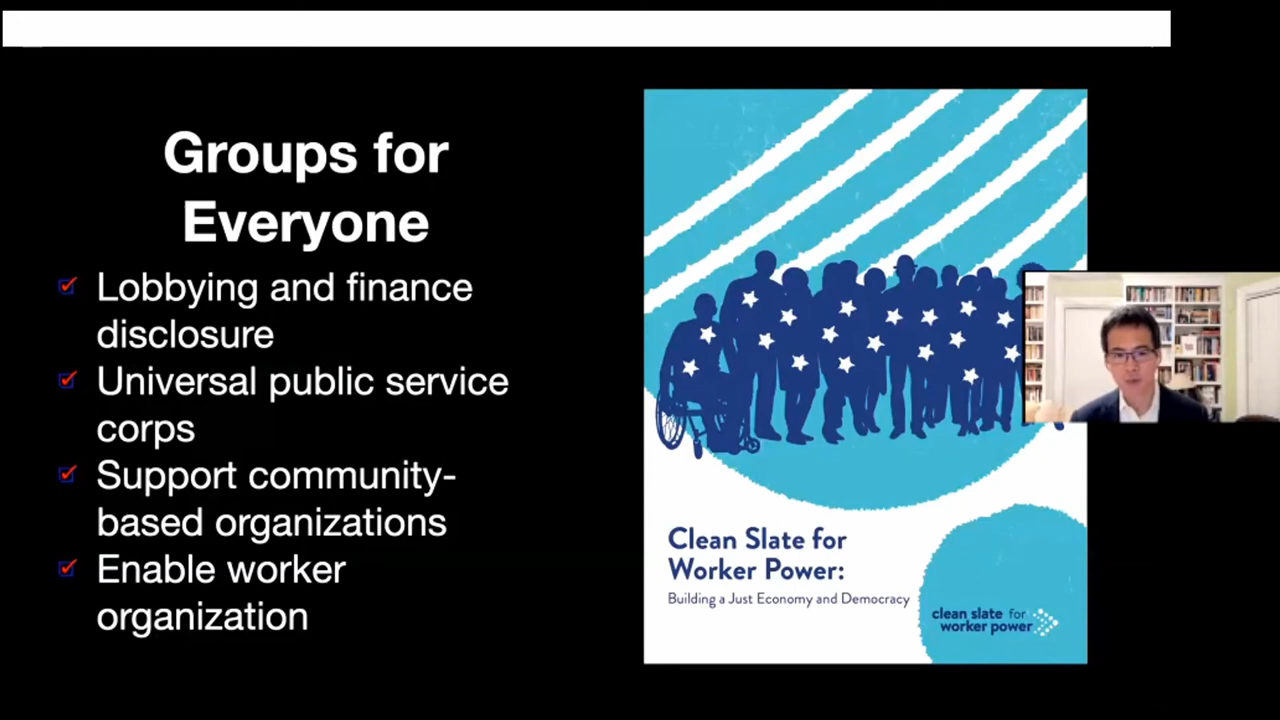 Groups for
Everyone
Lobbying and finance
disclosure
Universal public service
corps
Support community-
based organizations
Enable worker
organization
Clean Slate for
Worker Power:
Building a Just Economy and Democracy
clean slate for
worker power